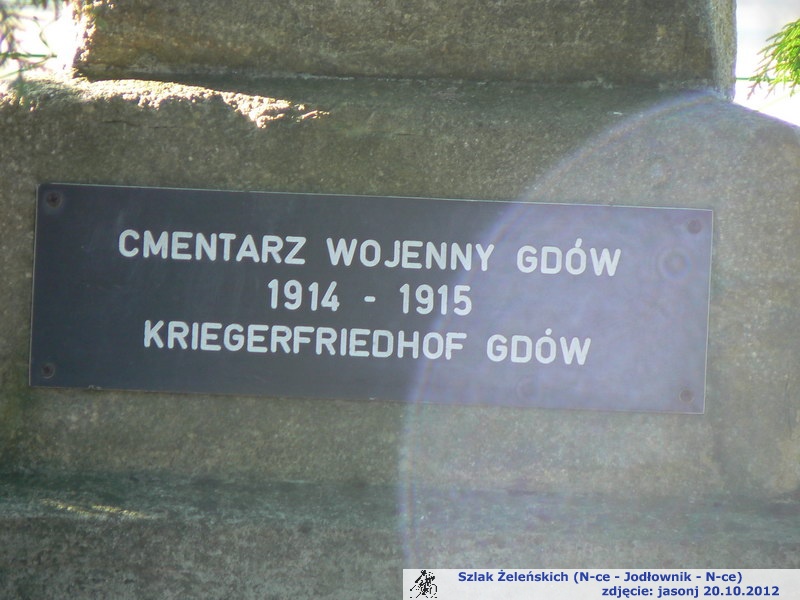 CMENTARZ WOJENNY GDÓW
1914 - 1915
KRIEGERFRIEDHOF GDÓW
Szlak Żeleńskich (N-ce - Jodłownik - N-ce)
zdjęcie: jasonj 20.10.2012